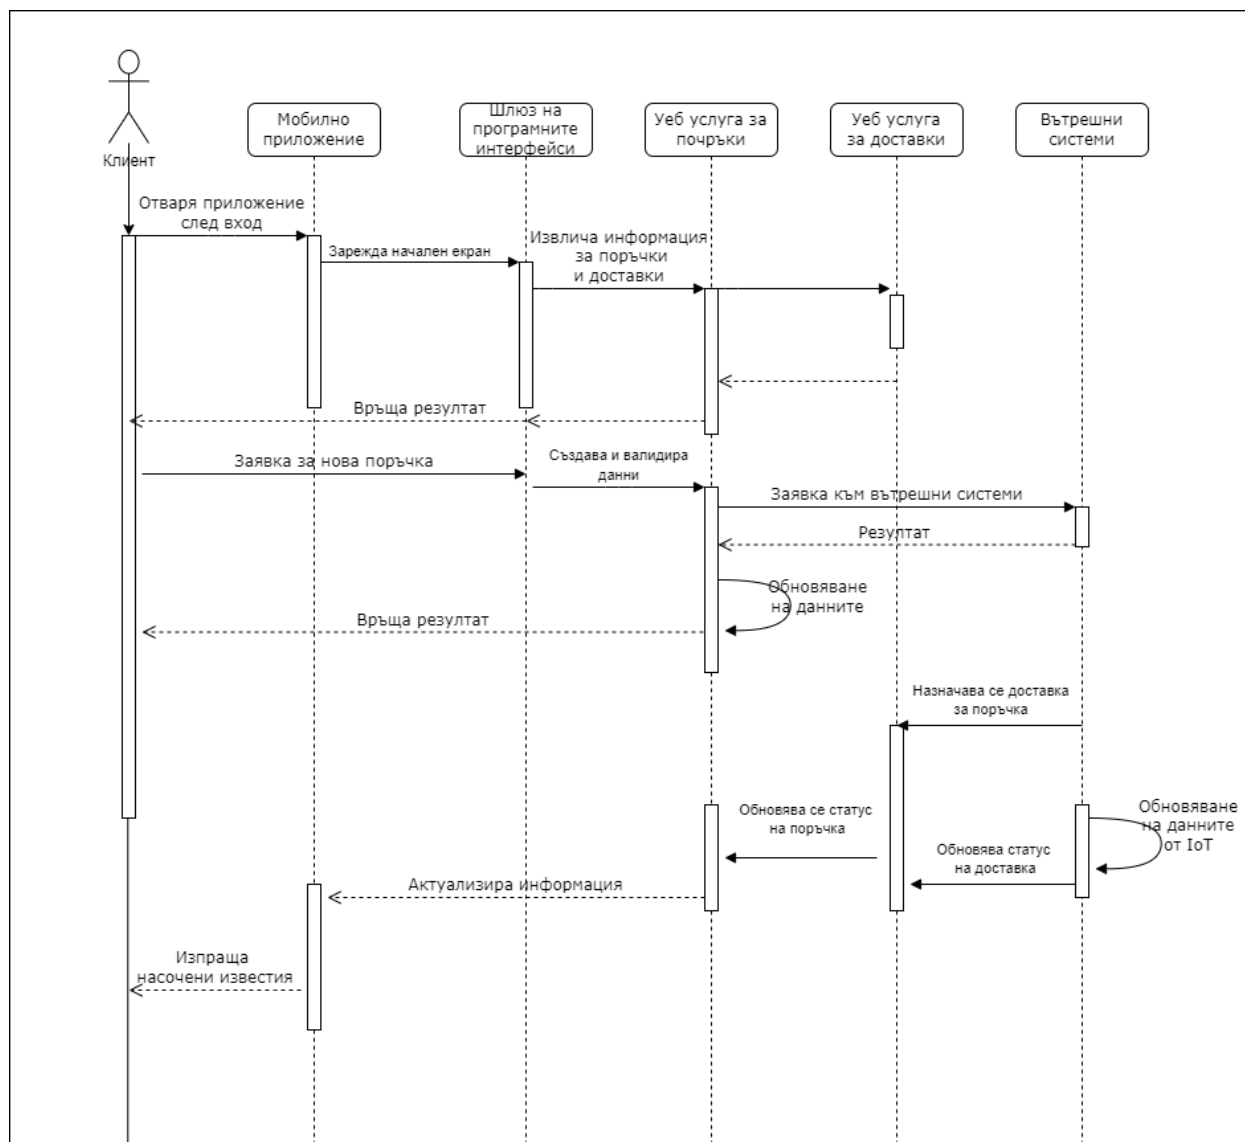 Клиент
Мобилно
приложение
Шлюз на
програмните
интерфейси
Уеб услуга за
почръки
Уеб услуга
за доставки
Вътрешни
системи
Отваря приложение
след вход
Зарежда начален екран
Извлича информация
за поръчки
и доставки
Връща резултат
Заявка за нова поръчка
Създава и валидира
данни
Заявка към вътрешни системи
Резултат
Обновяване
на данните
Връща резултат
Назначава се доставка
за поръчка
Обновява се статус
на поръчка
Обновяване
на данните
от IoT
Обновява статус
на доставка
Актуализира информация
Изпраща
насочени известия